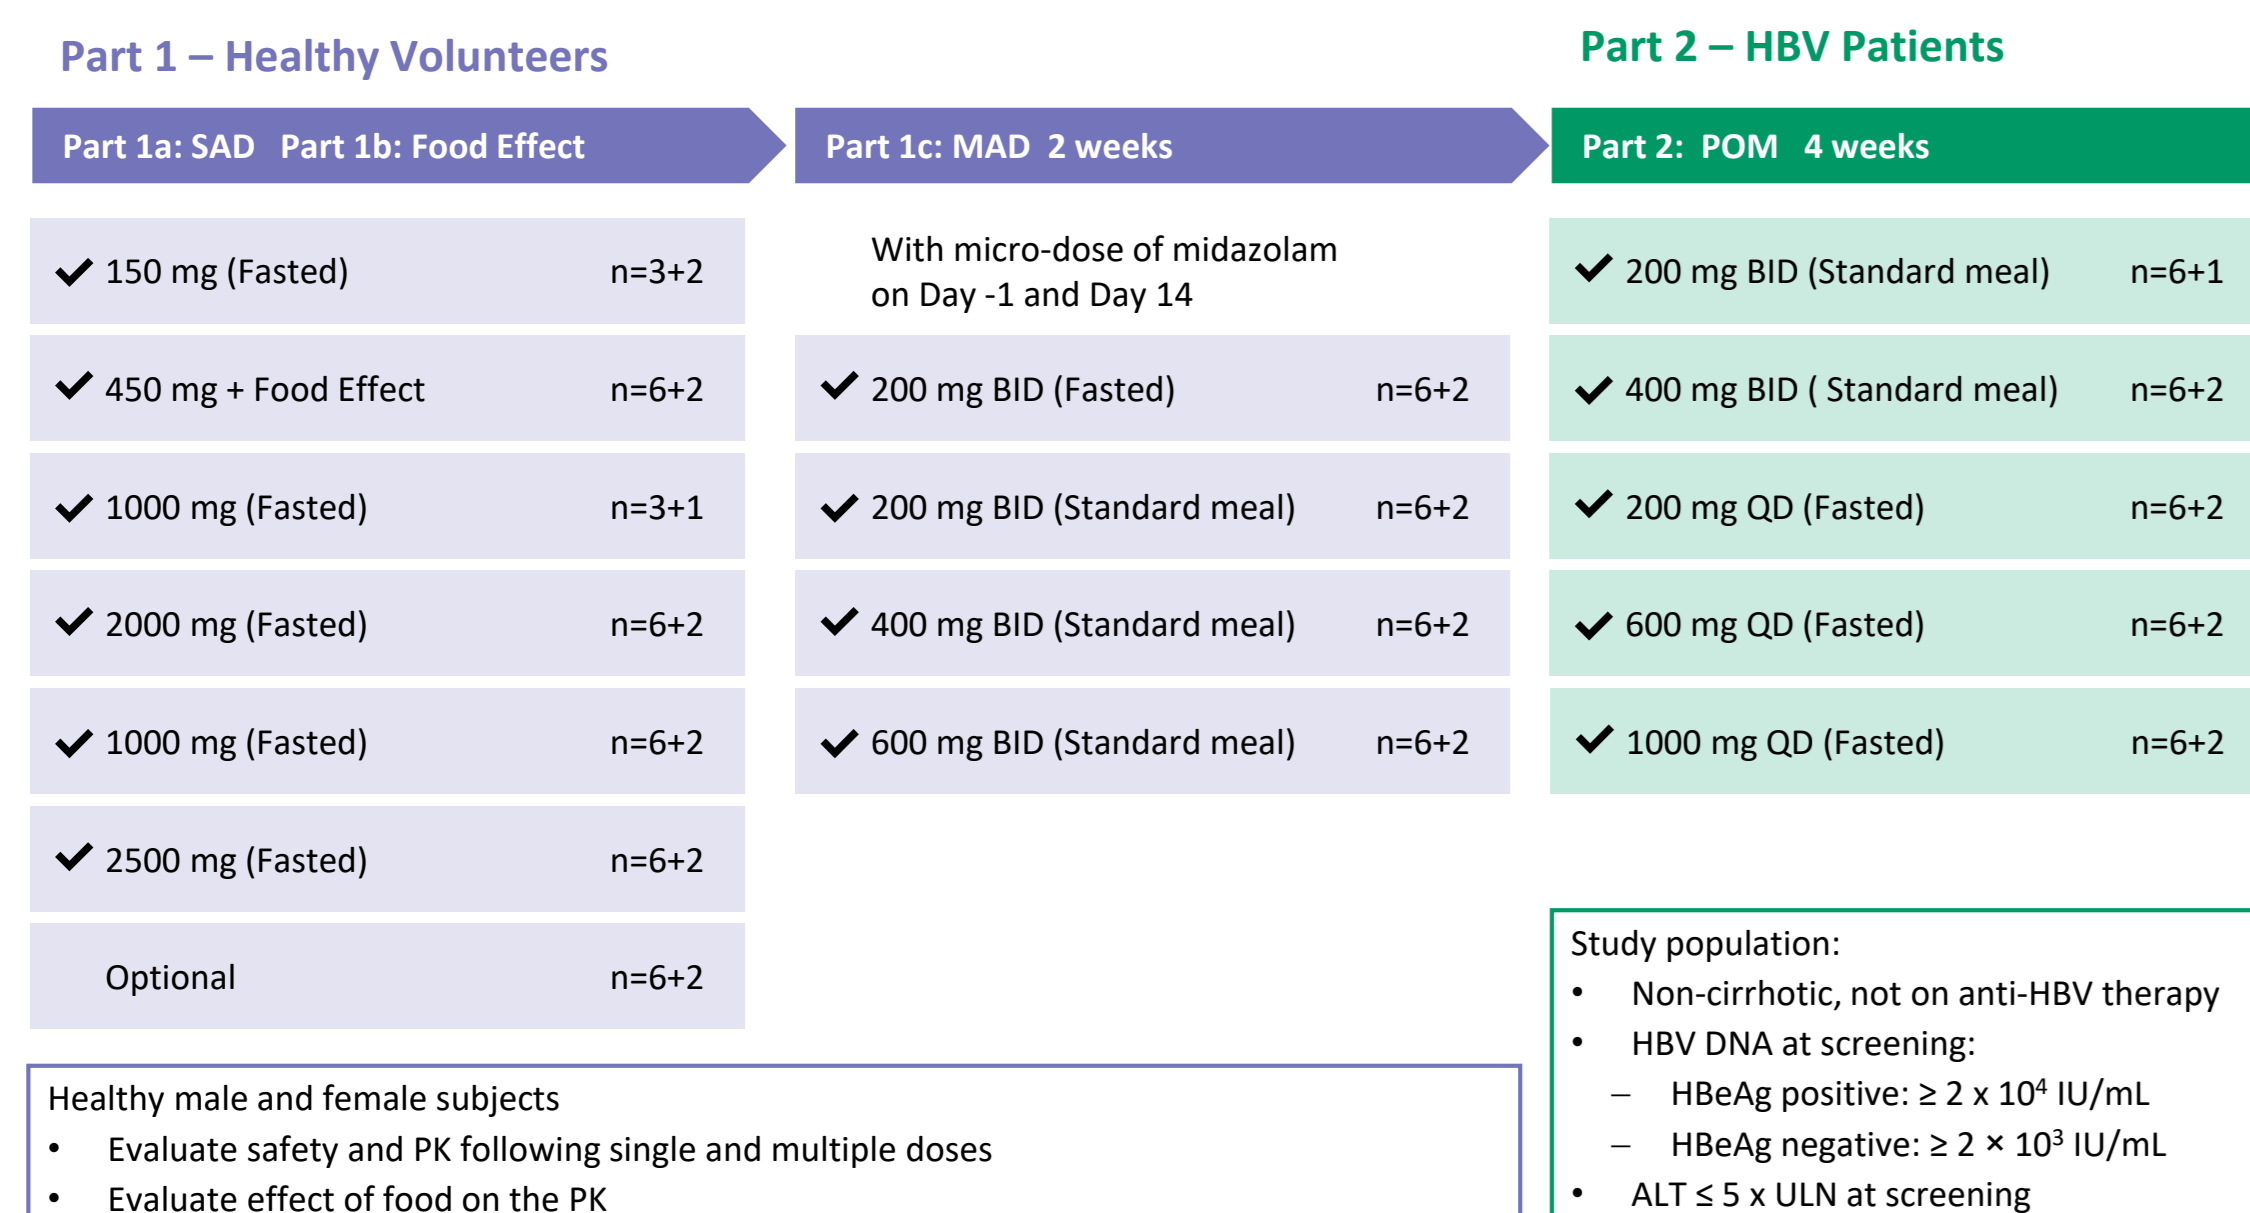 Part 1 – Healthy Volunteers
Part 1a: SAD Part 1b: Food Effect
150 mg (Fasted) n=3+2
450 mg + Food Effect n=6+2
1000 mg (Fasted) n=3+1
2000 mg (Fasted) n=6+2
1000 mg (Fasted) n=6+2
2500 mg (Fasted) n=6+2
Optional n=6+2
Part 1c: MAD 2 weeks
With micro-dose of midazolam
on Day -1 and Day 14
200 mg BID (Fasted) n=6+2
200 mg BID (Standard meal) n=6+2
400 mg BID (Standard meal) n=6+2
600 mg BID (Standard meal) n=6+2
Healthy male and female subjects
• Evaluate safety and PK following single and multiple doses
• Evaluate effect of food on the PK
Part 2 – HBV Patients
Part 2: POM 4 weeks
200 mg BID (Standard meal) n=6+1
400 mg BID ( Standard meal) n=6+2
200 mg QD (Fasted) n=6+2
600 mg QD (Fasted) n=6+2
1000 mg QD (Fasted) n=6+2
Study population:
• Non-cirrhotic, not on anti-HBV therapy
• HBV DNA at screening:
– HBeAg positive: ≥ 2 x 10⁴ IU/mL
– HBeAg negative: ≥ 2 × 10³ IU/mL
• ALT ≤ 5 x ULN at screening